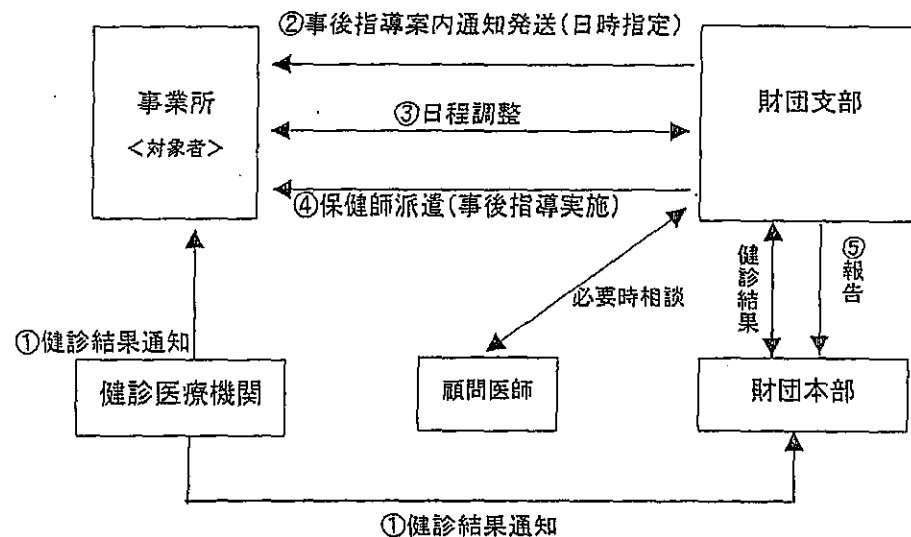 ②事後指導案内通知発送(日時指定)
事業所
<対象者>
財団支部
③日程調整
④保健師派遣(事後指導実施)
必要時相談
健診結果
⑤報告
①健診結果通知
健診医療機関
顧問医師
財団本部
①健診結果通知